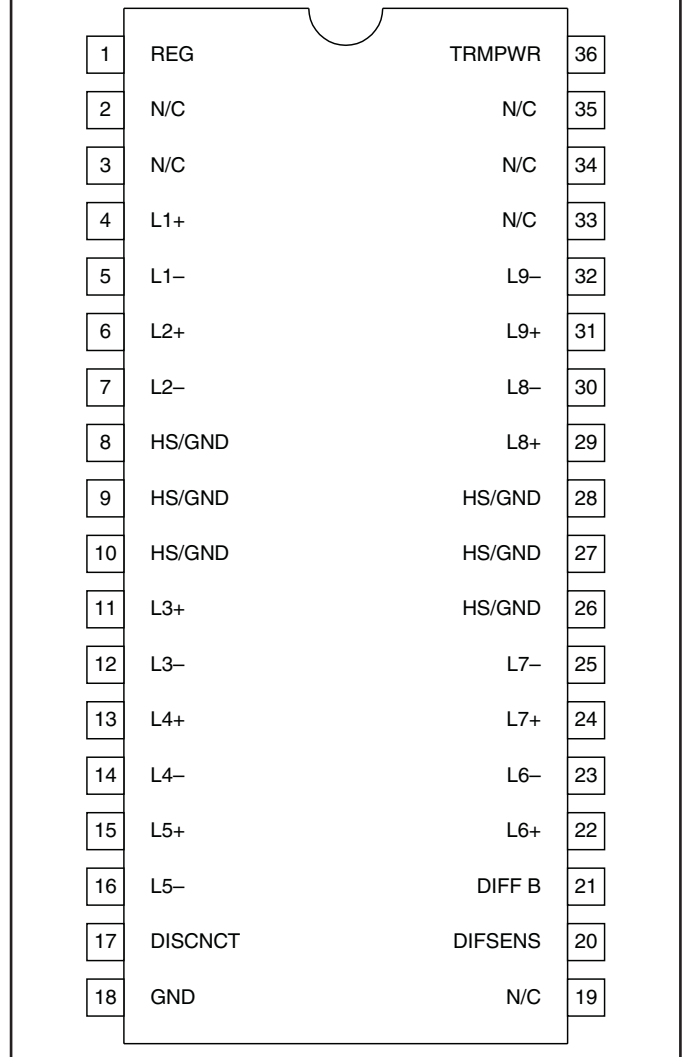 1 REG TRMPWR 36
2 N/C N/C 35
3 N/C N/C 34
4 L1+ N/C 33
5 L1– L9– 32
6 L2+ L9+ 31
7 L2– L8– 30
8 HS/GND L8+ 29
9 HS/GND HS/GND 28
10 HS/GND HS/GND 27
11 L3+ HS/GND 26
12 L3– L7– 25
13 L4+ L7+ 24
14 L4– L6– 23
15 L5+ L6+ 22
16 L5– DIFF B 21
17 DISCNCT DIFSENS 20
18 GND N/C 19